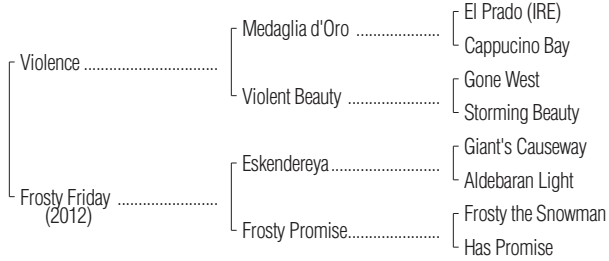 El Prado (IRE)
Medaglia d'Oro ....................
Cappucino Bay
Violence ................................
Gone West
Violent Beauty ......................
Storming Beauty
Giant's Causeway
Eskendereya..........................
Aldebaran Light
Frosty Friday ........................
(2012)
Frosty the Snowman
Frosty Promise......................
Has Promise